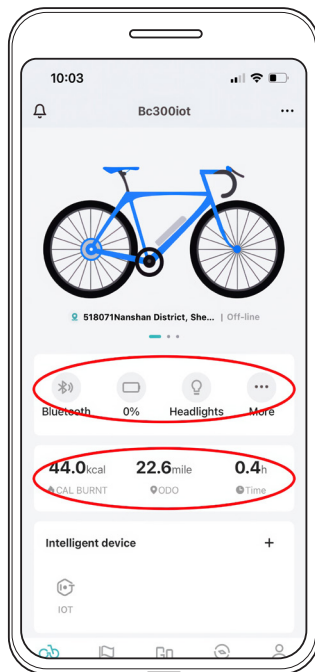 10:03
Bc300iot
518071Nanshan District, She... | Off-line
Bluetooth 0% Headlights More
44.0kcal 22.6mile 0.4h
CAL BURNT ODO Time
Intelligent device +
IOT